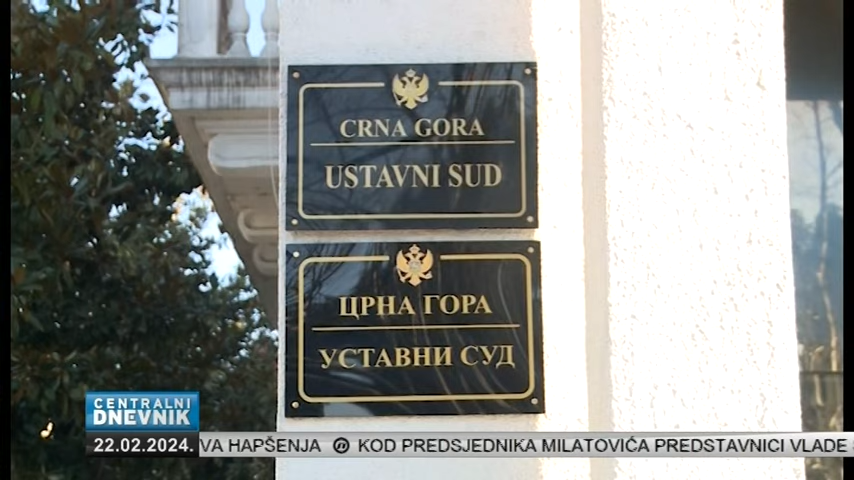 CRNA GORA
USTAVNI SUD
ЦРНА ГОРА
УСТАВНИ СУД
CENTRALNI
DNEVNIK
22.02.2024. VA HAPŠENJA @ KOD PREDSJEDNIKA MILATOVIĆA PREDSTAVNICI VLADE